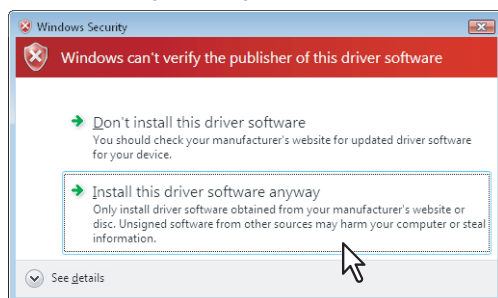 Windows Security
Windows can't verify the publisher of this driver software
Don't install this driver software
You should check your manufacturer's website for updated driver software
for your device.
Install this driver software anyway
Only install driver software obtained from your manufacturer's website or
disc. Unsigned software from other sources may harm your computer or steal
information.
See details